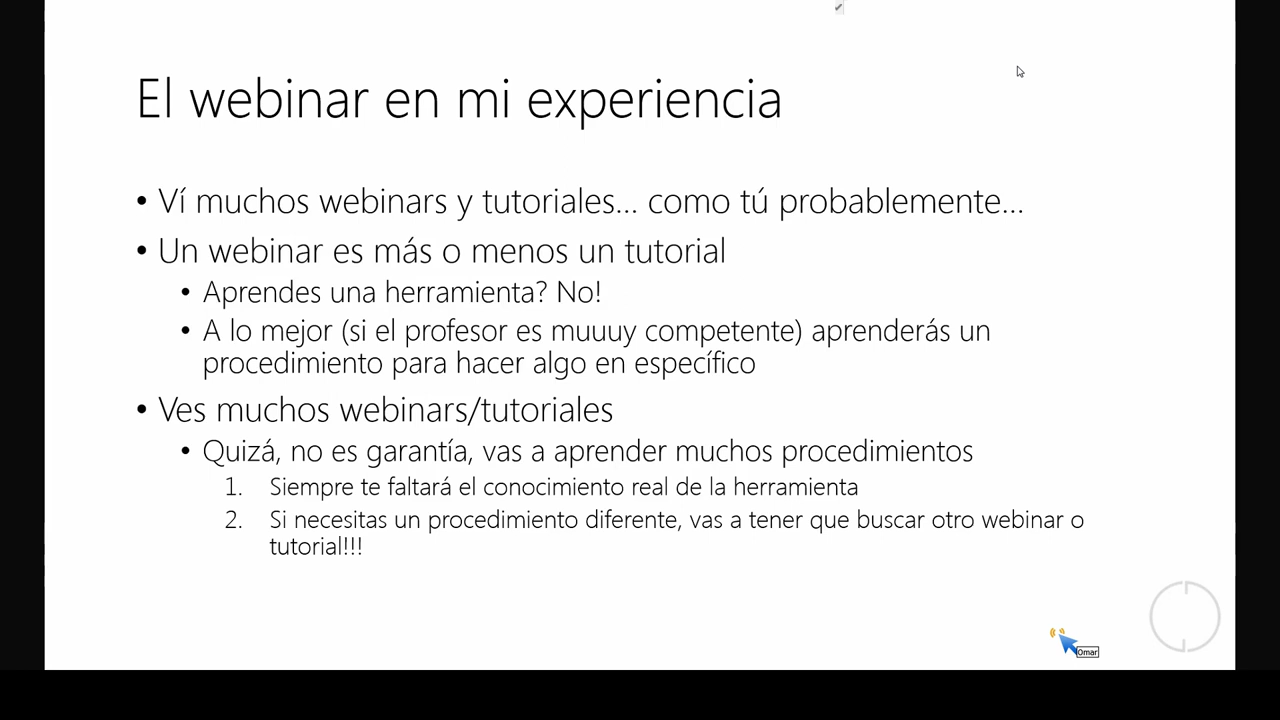 El webinar en mi experiencia
• Ví muchos webinars y tutoriales... como tú probablemente...
• Un webinar es más o menos un tutorial
• Aprendes una herramienta? No!
• A lo mejor (si el profesor es muuuy competente) aprenderás un
procedimiento para hacer algo en específico
• Ves muchos webinars/tutoriales
• Quizá, no es garantía, vas a aprender muchos procedimientos
1. Siempre te faltará el conocimiento real de la herramienta
2. Si necesitas un procedimiento diferente, vas a tener que buscar otro webinar o
tutorial!!!
Omar